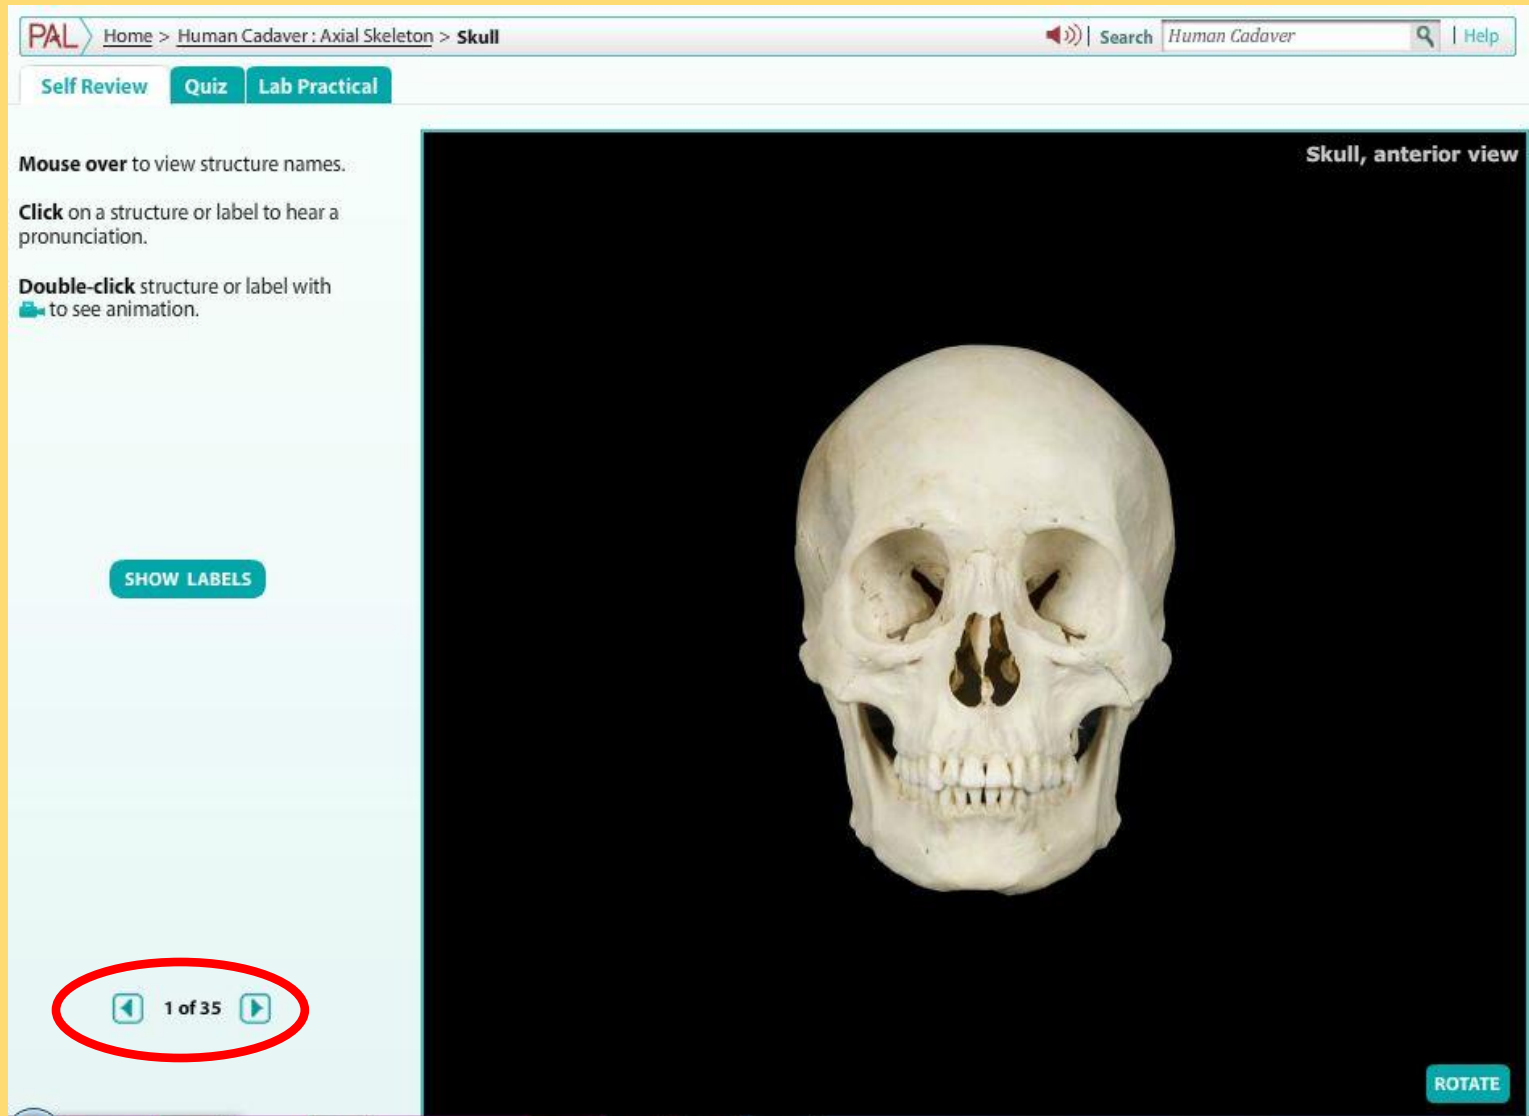 PAL Home > Human Cadaver : Axial Skeleton > Skull
Search Human Cadaver | Help
Self Review Quiz Lab Practical
Skull, anterior view
Mouse over to view structure names.
Click on a structure or label to hear a
pronunciation.
Double-click structure or label with
to see animation.
SHOW LABELS
1 of 35
ROTATE